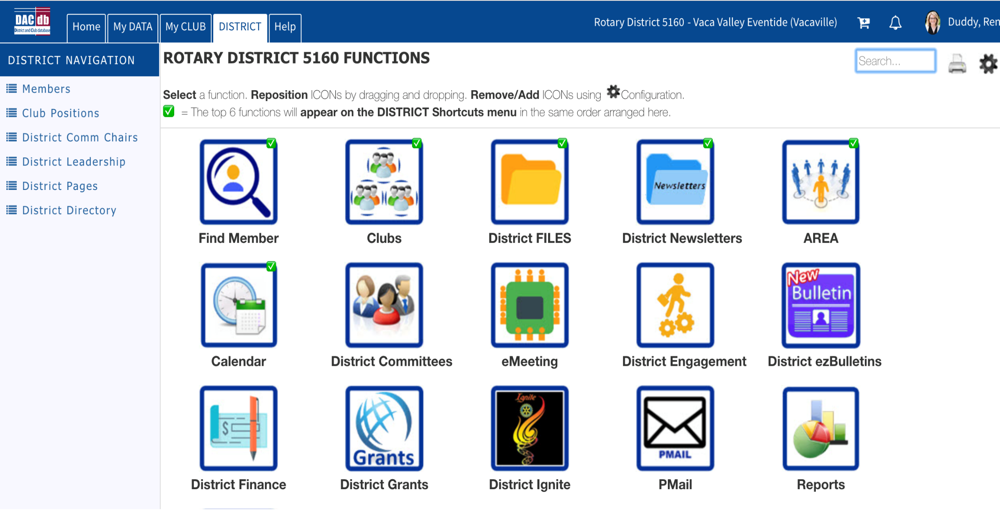 DAC db
District and Club database
Home
My DATA
My CLUB
DISTRICT
Help
Rotary District 5160 - Vaca Valley Eventide (Vacaville)
Duddy, Ren
DISTRICT NAVIGATION
Members
Club Positions
District Comm Chairs
District Leadership
District Pages
District Directory
ROTARY DISTRICT 5160 FUNCTIONS
Search...
Select a function. Reposition ICONs by dragging and dropping. Remove/Add ICONs using Configuration.
= The top 6 functions will appear on the DISTRICT Shortcuts menu in the same order arranged here.
Newsletters
Find Member
Clubs
District FILES
District Newsletters
AREA
New
Bulletin
Calendar
District Committees
eMeeting
District Engagement
District ezBulletins
$
Grants
Ignite
PMAIL
District Finance
District Grants
District Ignite
PMail
Reports